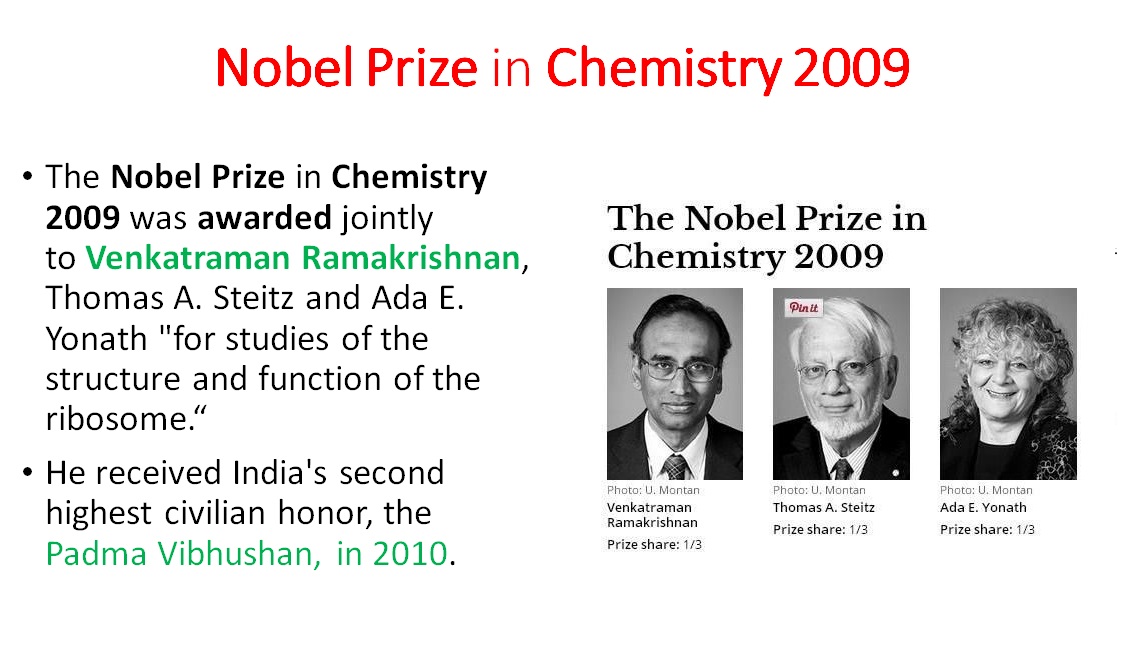 Nobel Prize in Chemistry 2009
• The Nobel Prize in Chemistry
2009 was awarded jointly
to Venkatraman Ramakrishnan,
Thomas A. Steitz and Ada E.
Yonath "for studies of the
structure and function of the
ribosome.“
• He received India's second
highest civilian honor, the
Padma Vibhushan, in 2010.
The Nobel Prize in
Chemistry 2009
Pin it
Photo: U. Montan
Venkatraman
Ramakrishnan
Prize share: 1/3
Photo: U. Montan
Thomas A. Steitz
Prize share: 1/3
Photo: U. Montan
Ada E. Yonath
Prize share: 1/3